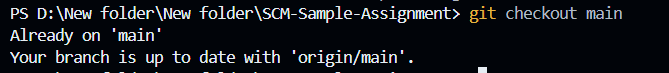 PS D:\New folder\New folder\SCM-Sample-Assignment> git checkout main
Already on 'main'
Your branch is up to date with 'origin/main'.